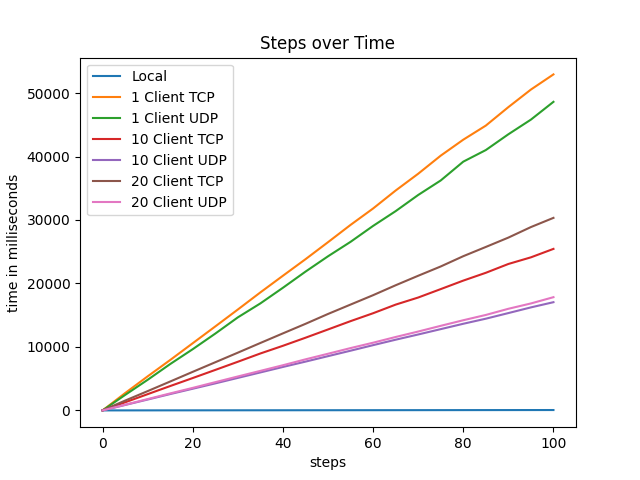 Steps over Time
Local
1 Client TCP
1 Client UDP
10 Client TCP
10 Client UDP
20 Client TCP
20 Client UDP
time in milliseconds
50000
40000
30000
20000
10000
0
0 20 40 60 80 100
steps